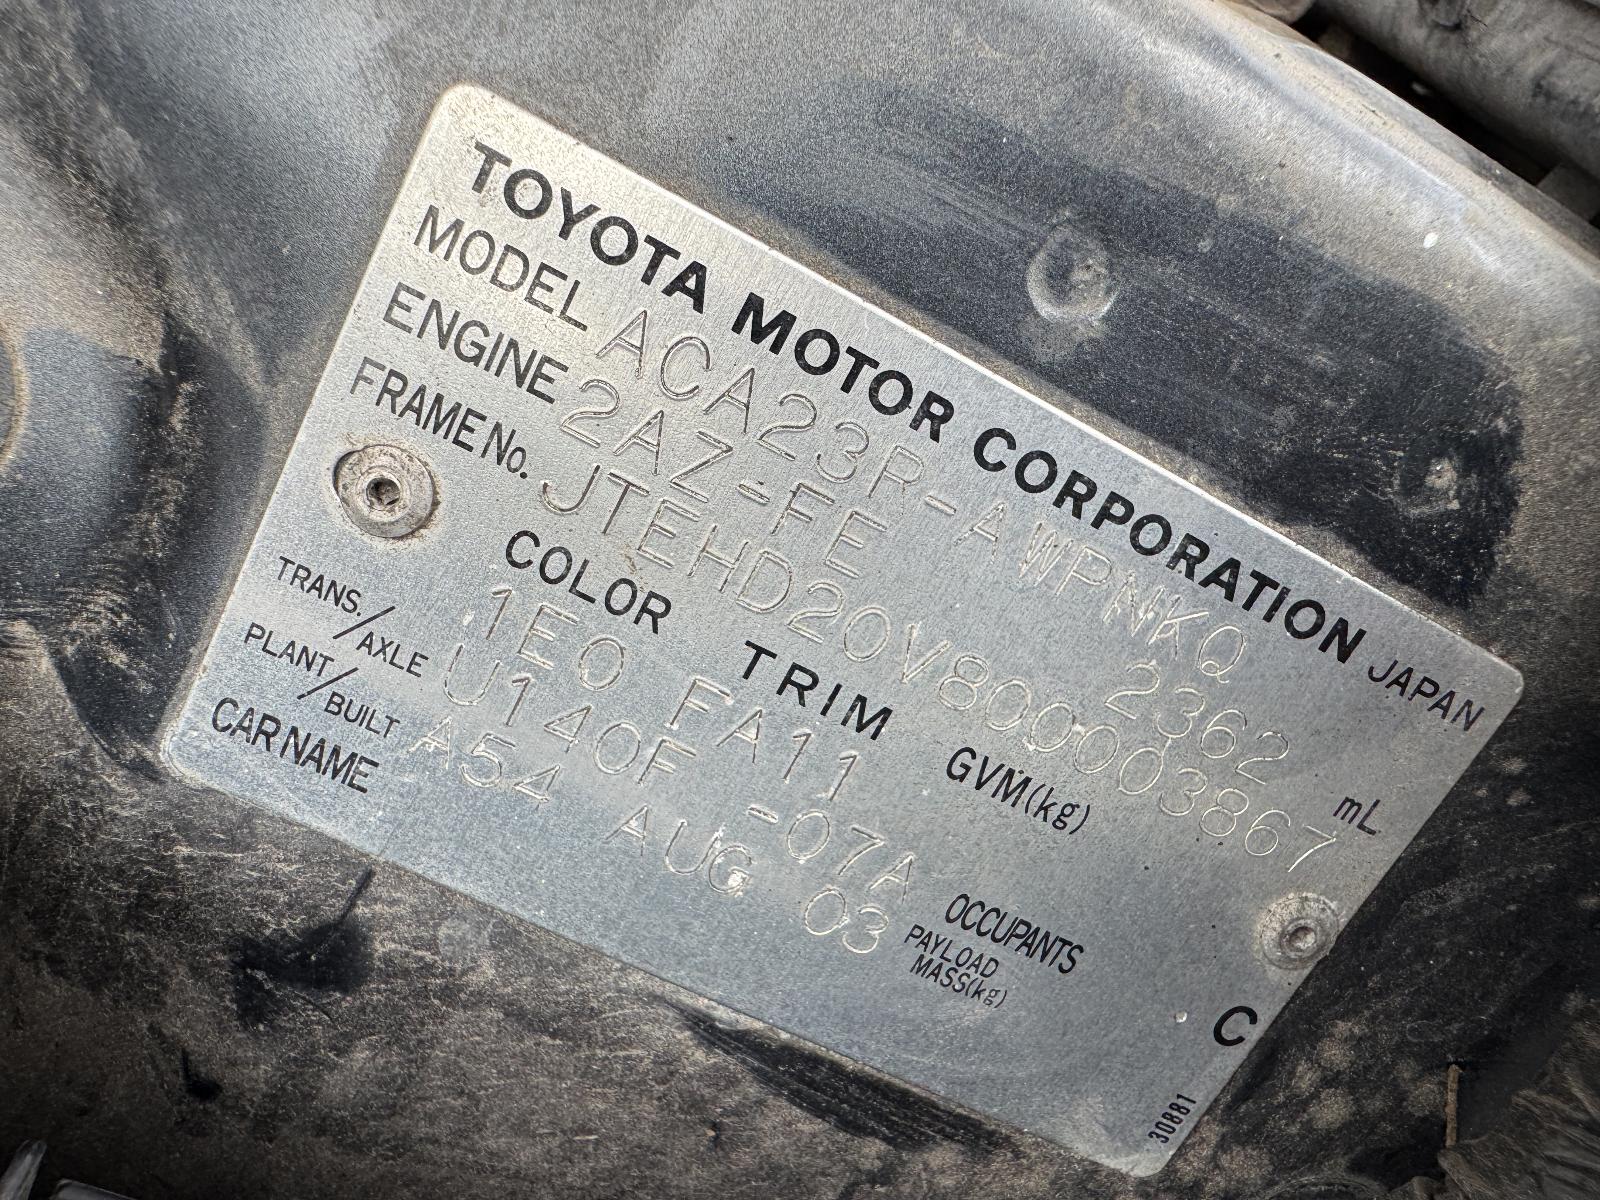 TOYOTA MOTOR CORPORATION JAPAN
MODEL ACA23R-AWPNKQ
ENGINE 2AZ-FE 2362 mL
FRAME No. JTEHD20V800003867
COLOR TRIM GVM(kg)
1E0 FA11
TRANS./AXLE U140F -07A
PLANT/BUILT A54 AUG 03
OCCUPANTS
CAR NAME
PAYLOAD
MASS(kg)
C
30881